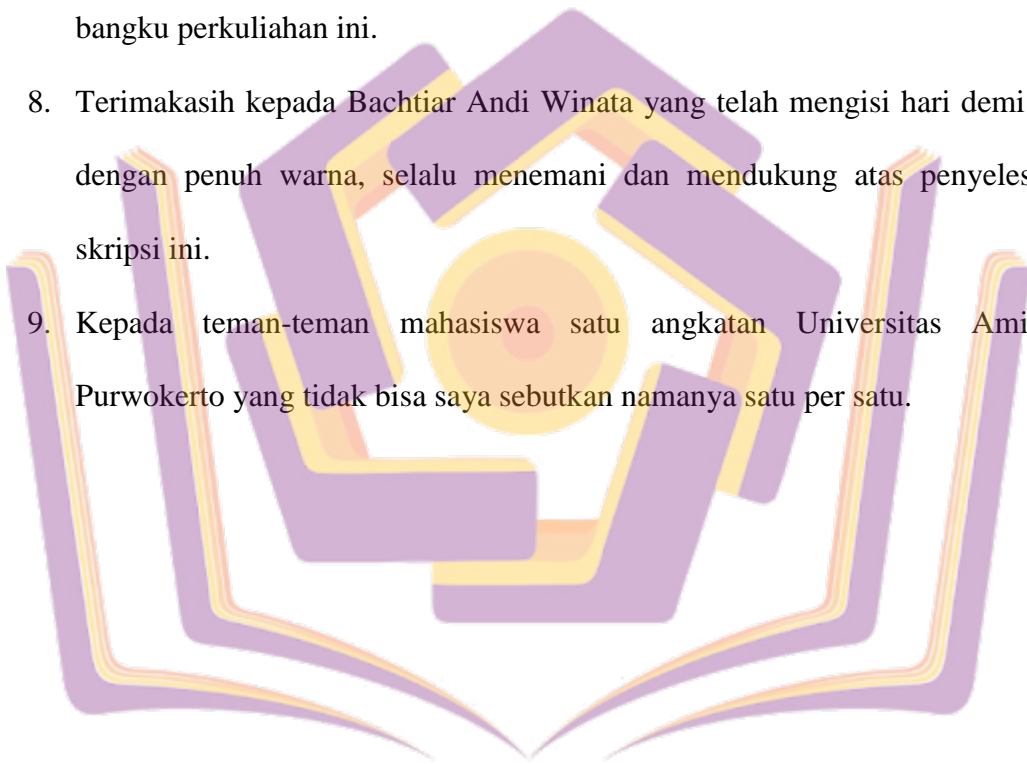 bangku perkuliahan ini.
8. Terimakasih kepada Bachtiar Andi Winata yang telah mengisi hari demi
dengan penuh warna, selalu menemani dan mendukung atas penyeles
skripsi ini.
9. Kepada teman-teman mahasiswa satu angkatan Universitas Ami
Purwokerto yang tidak bisa saya sebutkan namanya satu per satu.